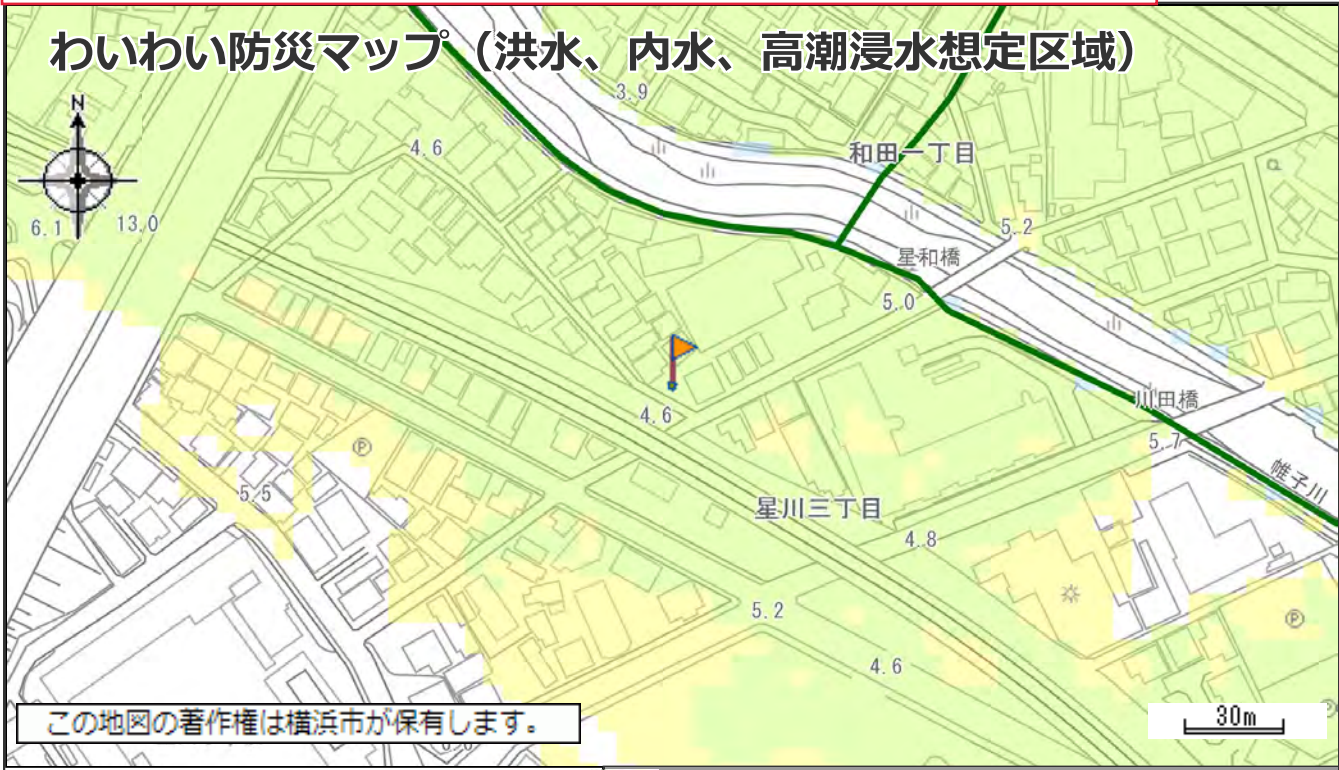 わいわい防災マップ（洪水、内水、高潮浸水想定区域）
N
3.9
4.6
和田一丁目
6.1
13.0
5.2
星和橋
5.0
4.6
川田橋
5.7
帷子川
P
5.5
星川三丁目
4.8
5.2
P
4.6
この地図の著作権は横浜市が保有します。
30m